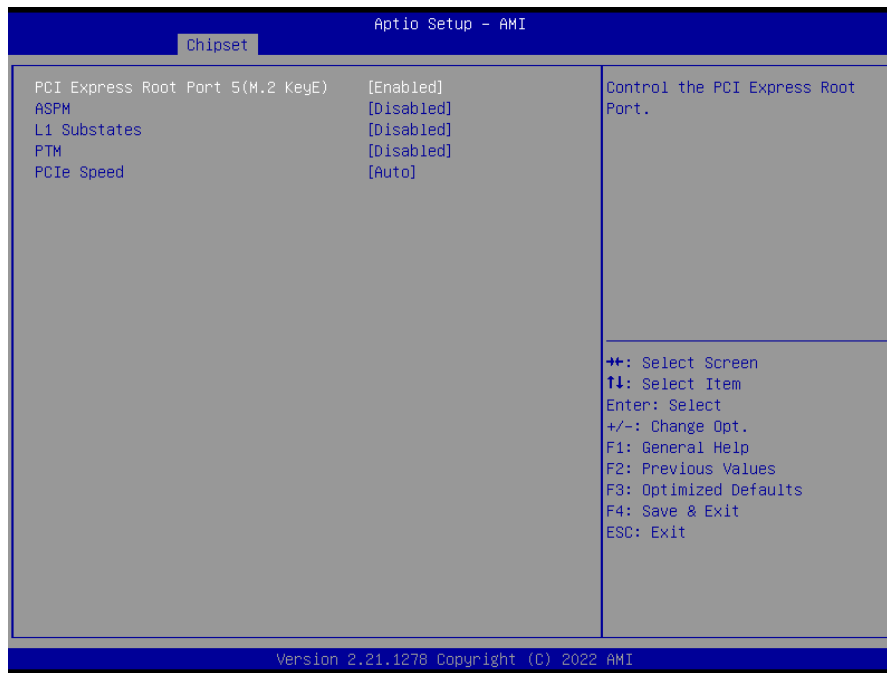 Aptio Setup – AMI
Chipset
PCI Express Root Port 5(M.2 KeyE) [Enabled]
ASPM [Disabled]
L1 Substates [Disabled]
PTM [Disabled]
PCIe Speed [Auto]
Control the PCI Express Root
Port.
→←: Select Screen
↑↓: Select Item
Enter: Select
+/-: Change Opt.
F1: General Help
F2: Previous Values
F3: Optimized Defaults
F4: Save & Exit
ESC: Exit
Version 2.21.1278 Copyright (C) 2022 AMI